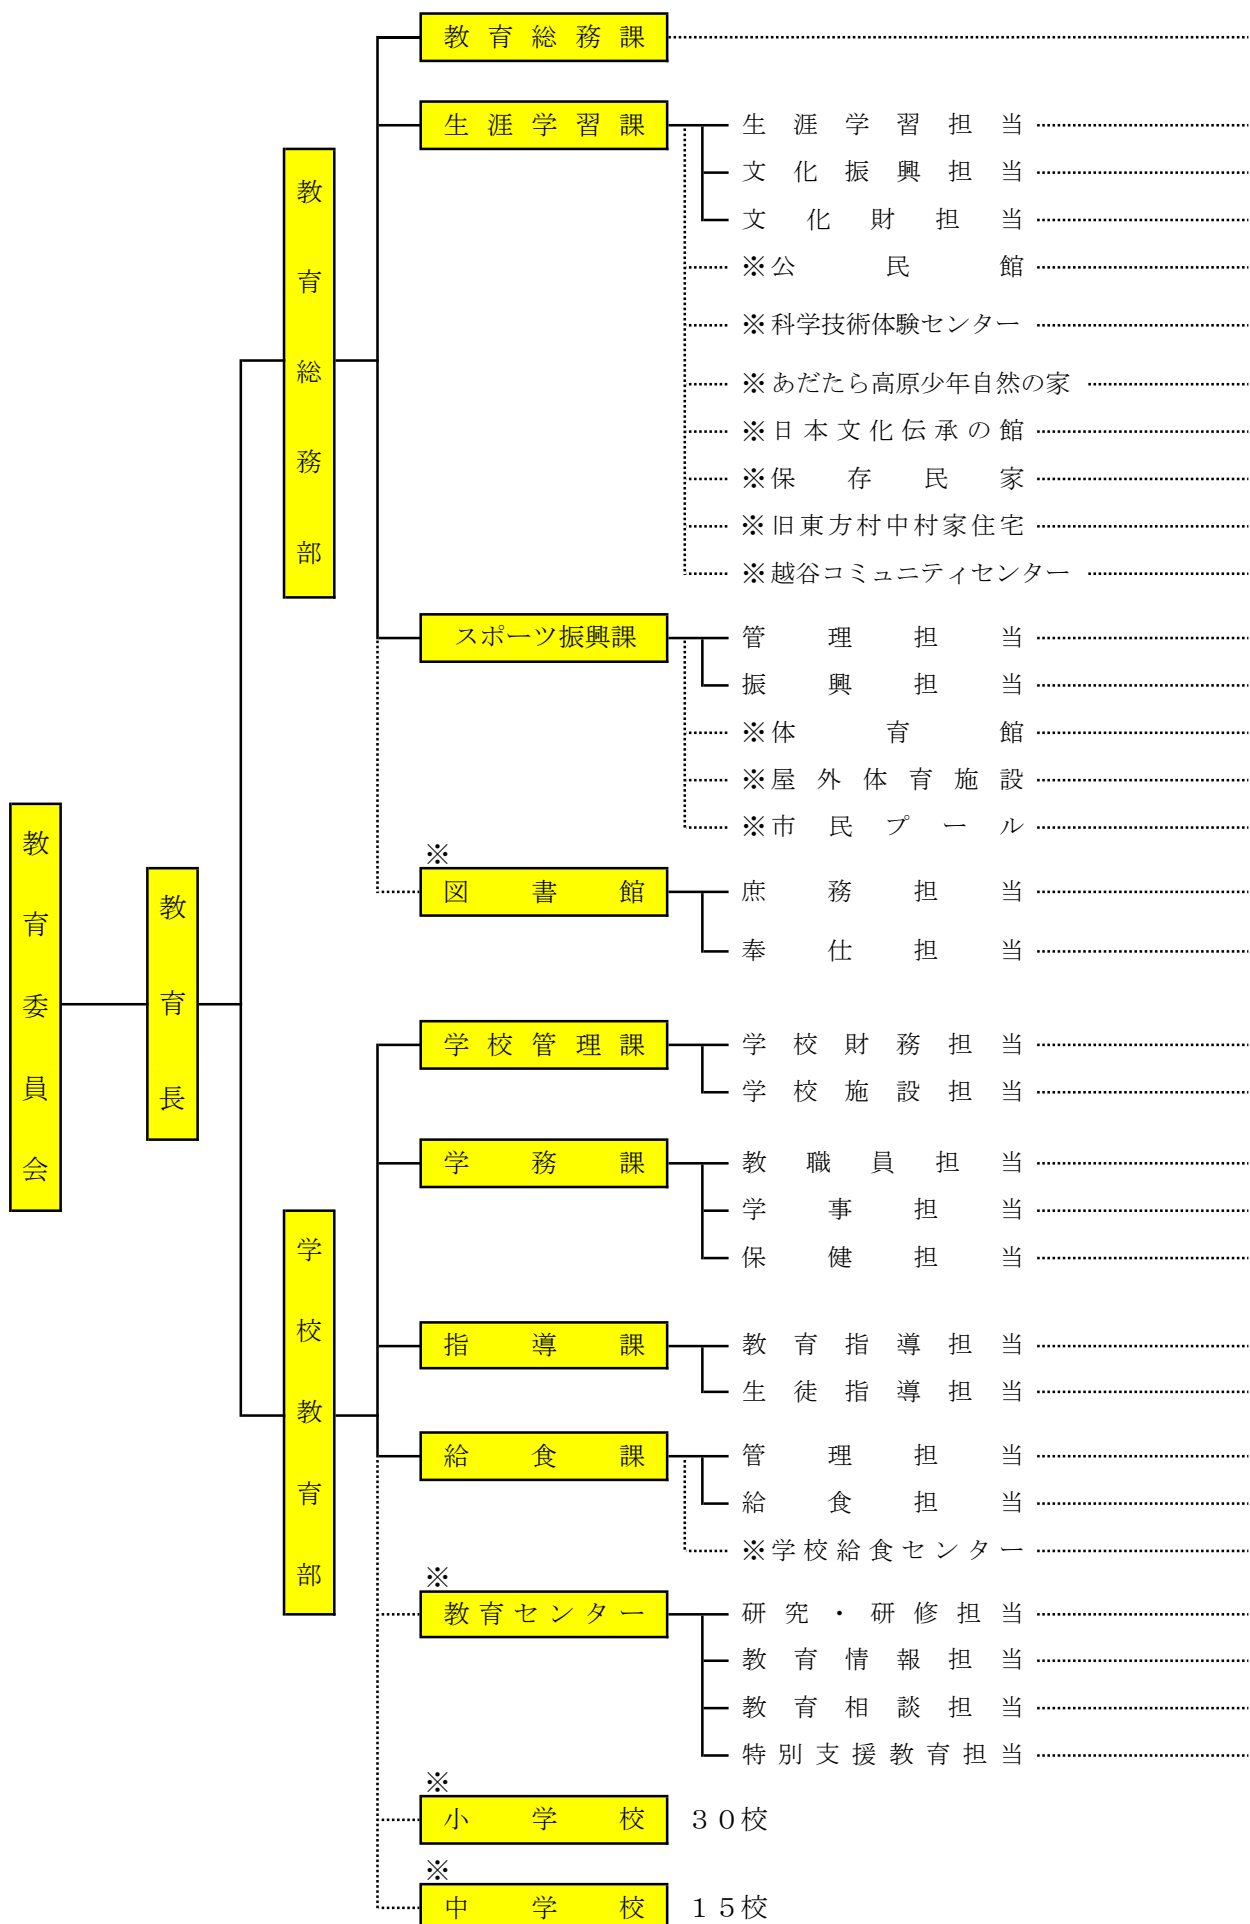 教育委員会
教育長
教育総務部
教育総務課
生涯学習課
生涯学習担当
文化振興担当
文化財担当
※公民館
※科学技術体験センター
※あだたら高原少年自然の家
※日本文化伝承の館
※保存民家
※旧東方村中村家住宅
※越谷コミュニティセンター
スポーツ振興課
管理担当
振興担当
※体育館
※屋外体育施設
※市民プール
※
図書館
庶務担当
奉仕担当
学校教育部
学校管理課
学校財務担当
学校施設担当
学務課
教職員担当
学事担当
保健担当
指導課
教育指導担当
生徒指導担当
給食課
管理担当
給食担当
※学校給食センター
※
教育センター
研究・研修担当
教育情報担当
教育相談担当
特別支援教育担当
※
小学校 30校
※
中学校 15校